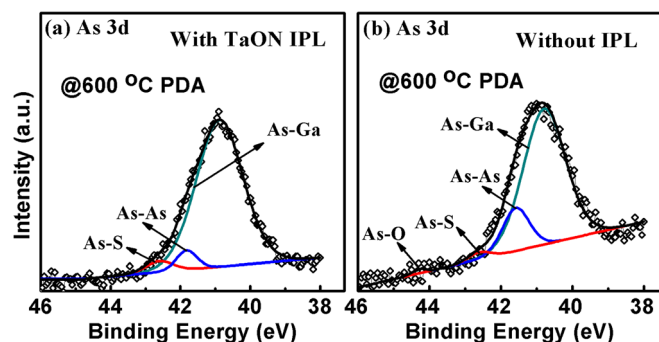 (a) As 3d
With TaON IPL
@600 °C PDA
As-Ga
As-As
As-S
46 44 42 40 38
Binding Energy (eV)
Intensity (a.u.)
(b) As 3d
Without IPL
@600 °C PDA
As-Ga
As-As
As-S
As-O
46 44 42 40 38
Binding Energy (eV)